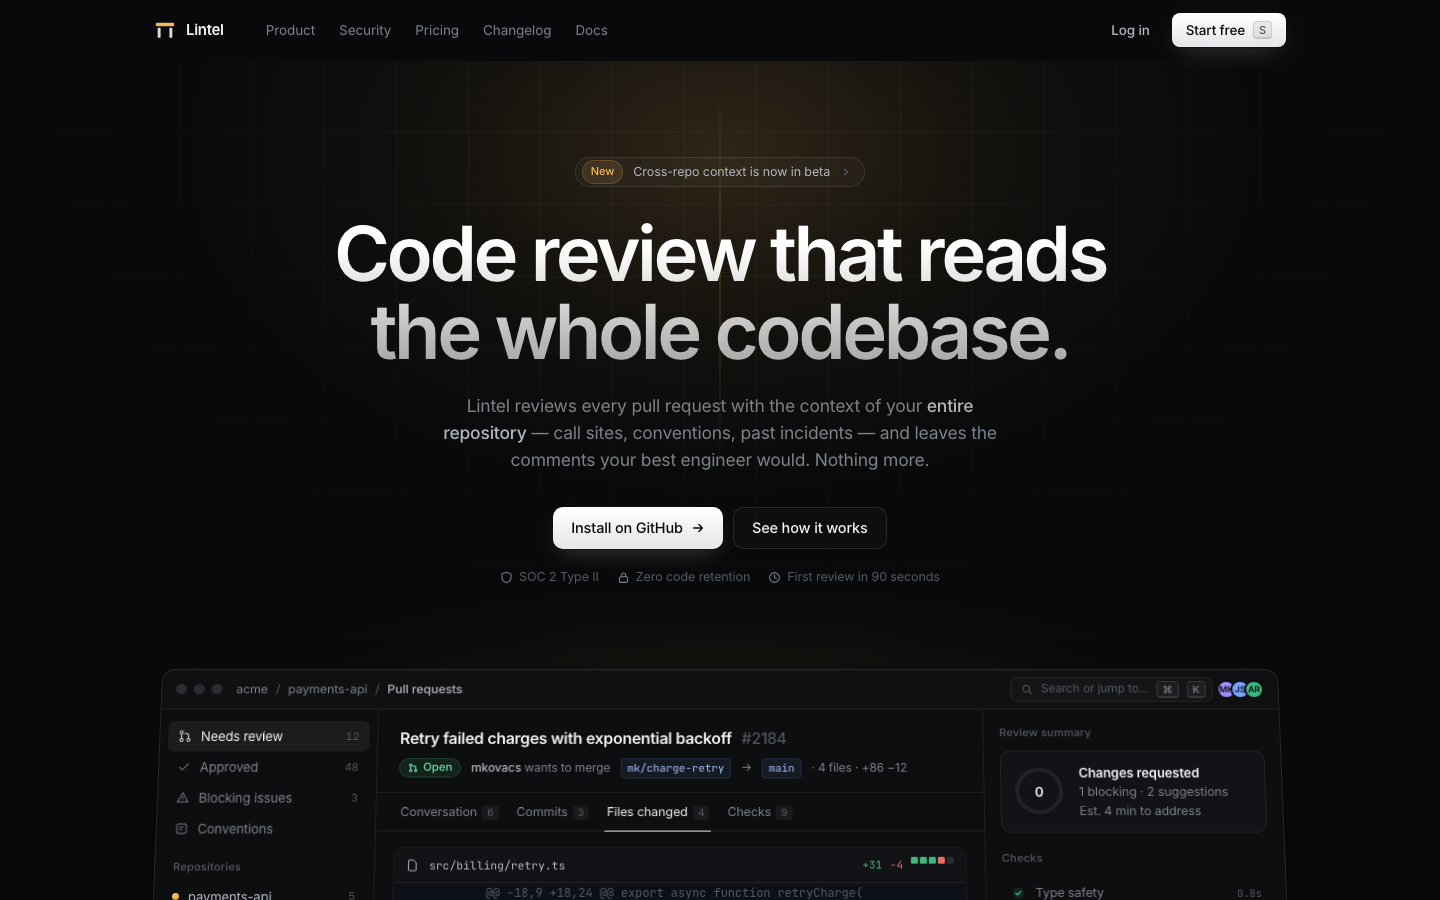 Lintel
Product Security Pricing Changelog Docs
Log in
Start free S
New Cross-repo context is now in beta
Code review that reads
the whole codebase.
Lintel reviews every pull request with the context of your entire
repository — call sites, conventions, past incidents — and leaves the
comments your best engineer would. Nothing more.
Install on GitHub →
See how it works
SOC 2 Type II Zero code retention First review in 90 seconds
acme / payments-api / Pull requests
Search or jump to... ⌘ K
MK JS AR
Needs review 12
Approved 48
Blocking issues 3
Conventions
Repositories
payments-api 5
Retry failed charges with exponential backoff #2184
Open mkovacs wants to merge mk/charge-retry → main · 4 files · +86 −12
Conversation 6 Commits 3 Files changed 4 Checks 9
src/billing/retry.ts +31 −4
@@ -18,9 +18,24 @@ export async function retryCharge(
Review summary
0
Changes requested
1 blocking · 2 suggestions
Est. 4 min to address
Checks
Type safety 0.8s